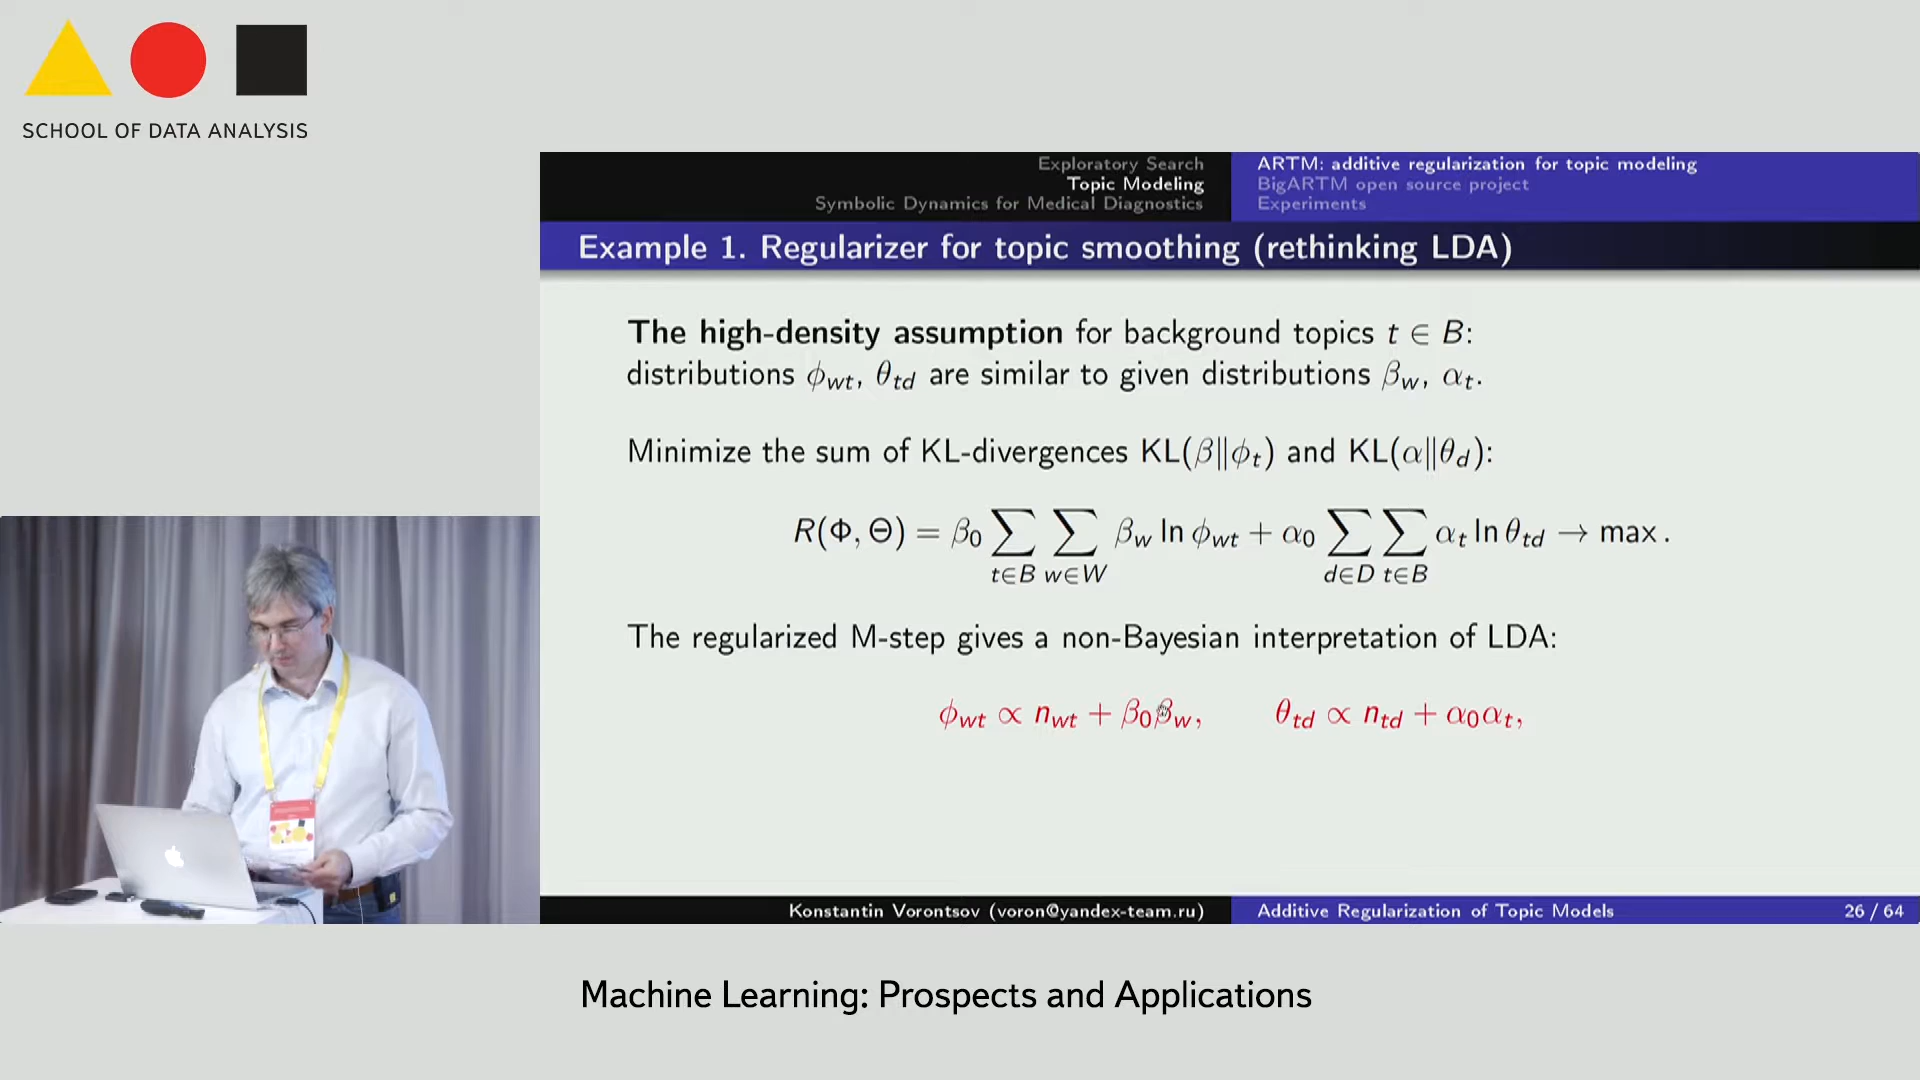 SCHOOL OF DATA ANALYSIS
Exploratory Search
Topic Modeling
Symbolic Dynamics for Medical Diagnostics
ARTM: additive regularization for topic modeling
BigARTM open source project
Experiments
Example 1. Regularizer for topic smoothing (rethinking LDA)
The high-density assumption for background topics t ∈ B:
distributions ϕ_wt, θ_td are similar to given distributions β_w, α_t.
Minimize the sum of KL-divergences KL(β‖ϕ_t) and KL(α‖θ_d):
R(Φ, Θ) = β_0 ∑_{t∈B} ∑_{w∈W} β_w ln ϕ_wt + α_0 ∑_{d∈D} ∑_{t∈B} α_t ln θ_td → max.
The regularized M-step gives a non-Bayesian interpretation of LDA:
ϕ_wt ∝ n_wt + β_0β_w, θ_td ∝ n_td + α_0α_t,
Konstantin Vorontsov (voron@yandex-team.ru)
Additive Regularization of Topic Models
26 / 64
Machine Learning: Prospects and Applications